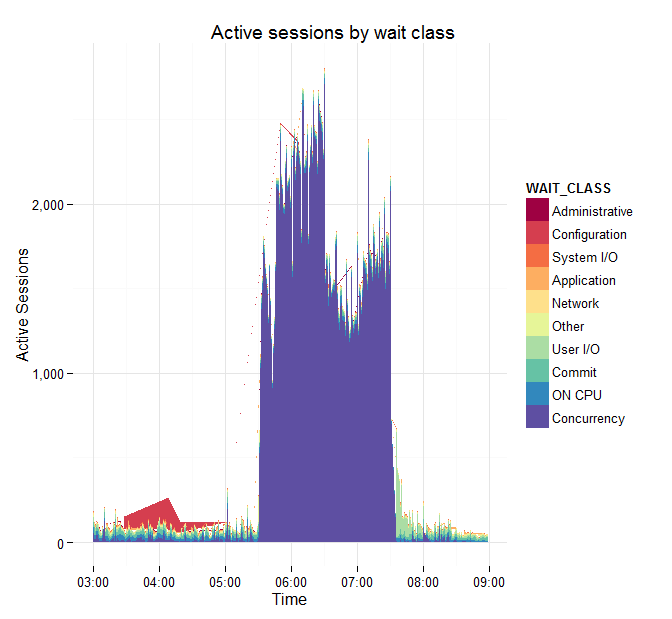 Active sessions by wait class
Active Sessions
2,000
1,000
0
03:00 04:00 05:00 06:00 07:00 08:00 09:00
Time
WAIT_CLASS
Administrative
Configuration
System I/O
Application
Network
Other
User I/O
Commit
ON CPU
Concurrency